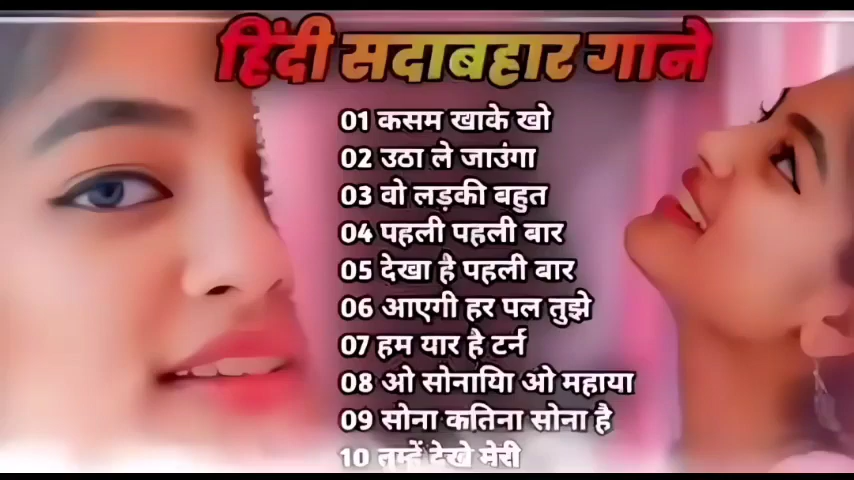 हिंदी सदाबहार गाने
01 कसम खाके खो
02 उठा ले जाउंगा
03 वो लड़की बहुत
04 पहली पहली बार
05 देखा है पहली बार
06 आएगी हर पल तुझे
07 हम यार है टर्न
08 ओ सोनायाि ओ महाया
09 सोना कतिना सोना है
10 तुम्हें देखे मेरी